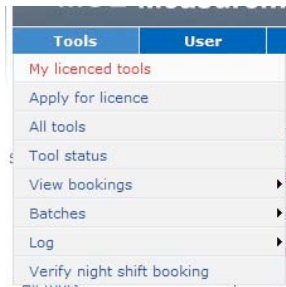 Tools User
My licenced tools
Apply for licence
All tools
Tool status
View bookings
Batches
Log
Verify night shift booking